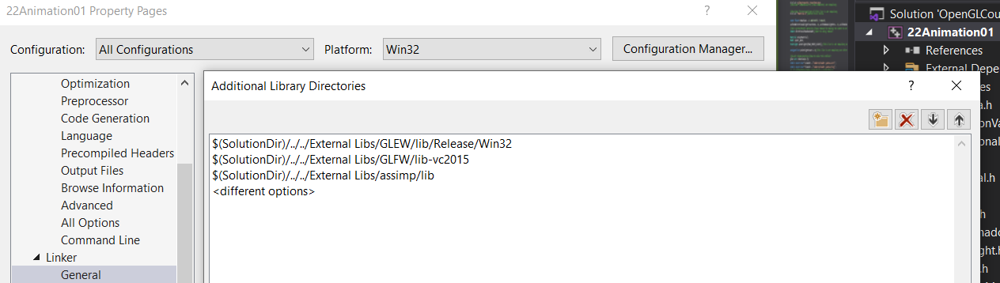 22Animation01 Property Pages
?
Configuration: All Configurations Platform: Win32 Configuration Manager...
Optimization
Preprocessor
Code Generation
Language
Precompiled Headers
Output Files
Browse Information
Advanced
All Options
Command Line
Linker
General
Additional Library Directories
?
$(SolutionDir)/../../External Libs/GLEW/lib/Release/Win32
$(SolutionDir)/../../External Libs/GLFW/lib-vc2015
$(SolutionDir)/../../External Libs/assimp/lib
<different options>
Solution 'OpenGLCou
22Animation01
References
External Depe
es
a.h
onVa
ional
al.h
.h
nado
ght.h
.h